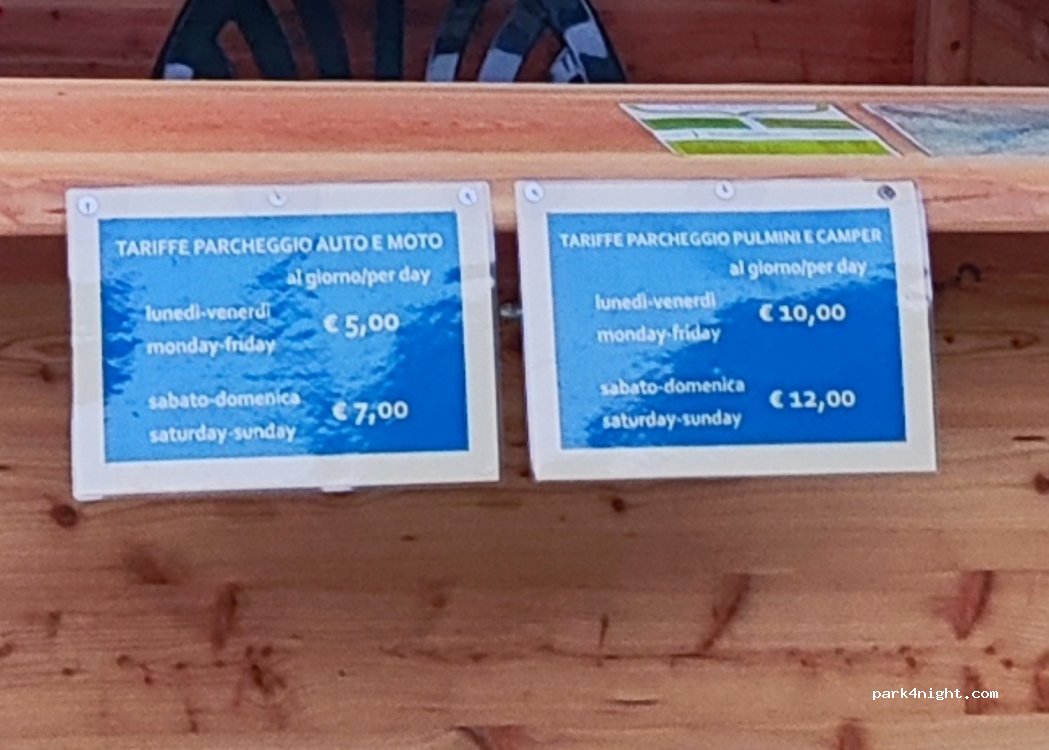 TARIFFE PARCHEGGIO AUTO E MOTO
al giorno/per day
lunedì-venerdì
€ 5,00
monday-friday
sabato-domenica
€ 7,00
saturday-sunday
TARIFFE PARCHEGGIO PULMINI E CAMPER
al giorno/per day
lunedì-venerdì
€ 10,00
monday-friday
sabato-domenica
€ 12,00
saturday-sunday
park4night.com